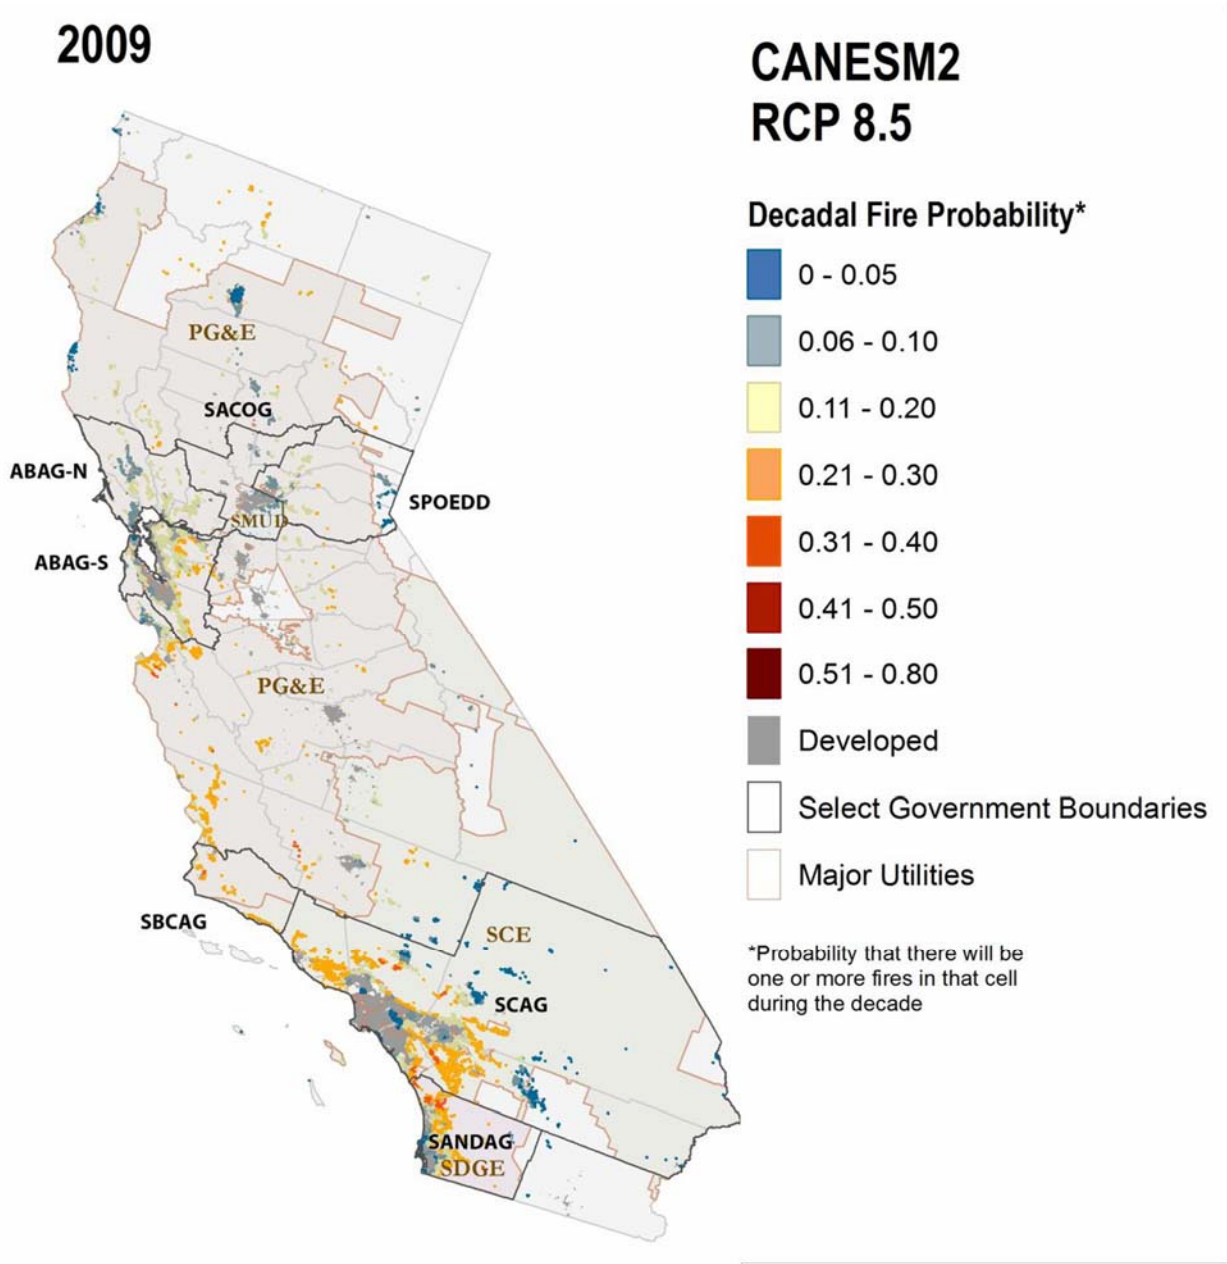 2009
CANESM2
RCP 8.5
Decadal Fire Probability*
0 - 0.05
0.06 - 0.10
0.11 - 0.20
0.21 - 0.30
0.31 - 0.40
0.41 - 0.50
0.51 - 0.80
Developed
Select Government Boundaries
Major Utilities
*Probability that there will be
one or more fires in that cell
during the decade
PG&E
SACOG
ABAG-N
SPOEDD
SMUD
ABAG-S
PG&E
SBCAG
SCE
SCAG
SANDAG
SDGE